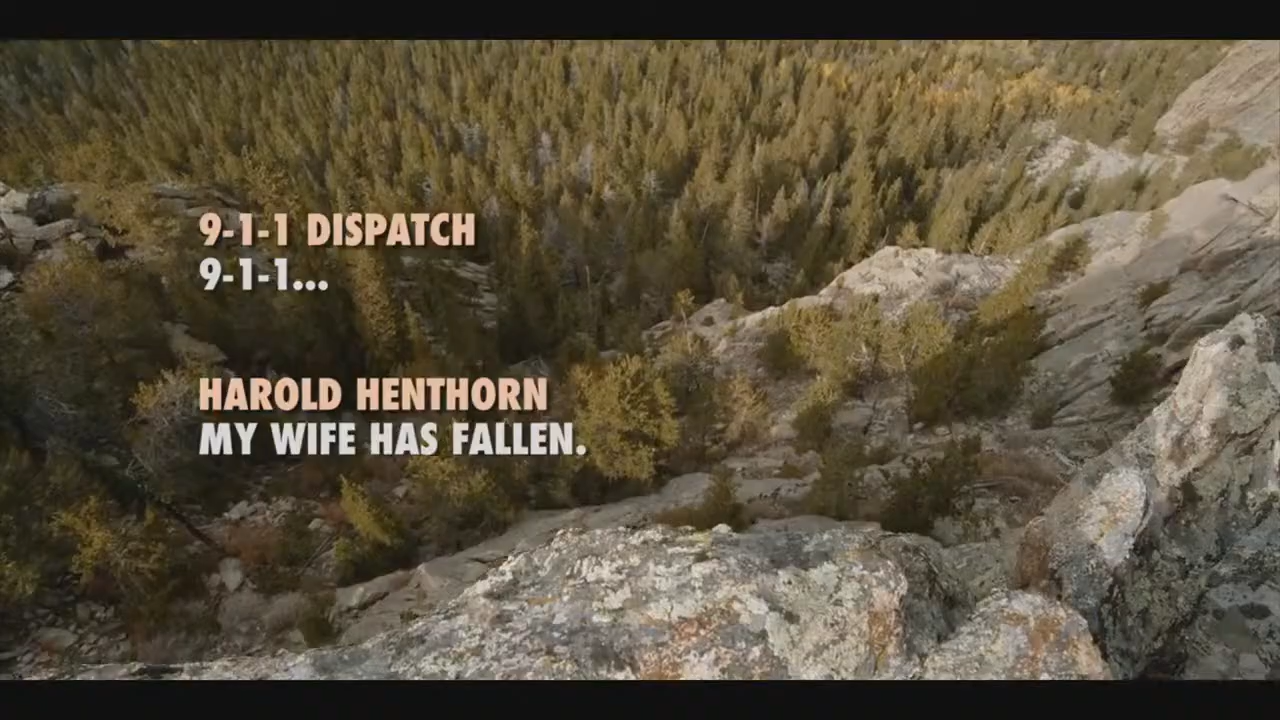 9-1-1 DISPATCH
9-1-1...
HAROLD HENTHORN
MY WIFE HAS FALLEN.